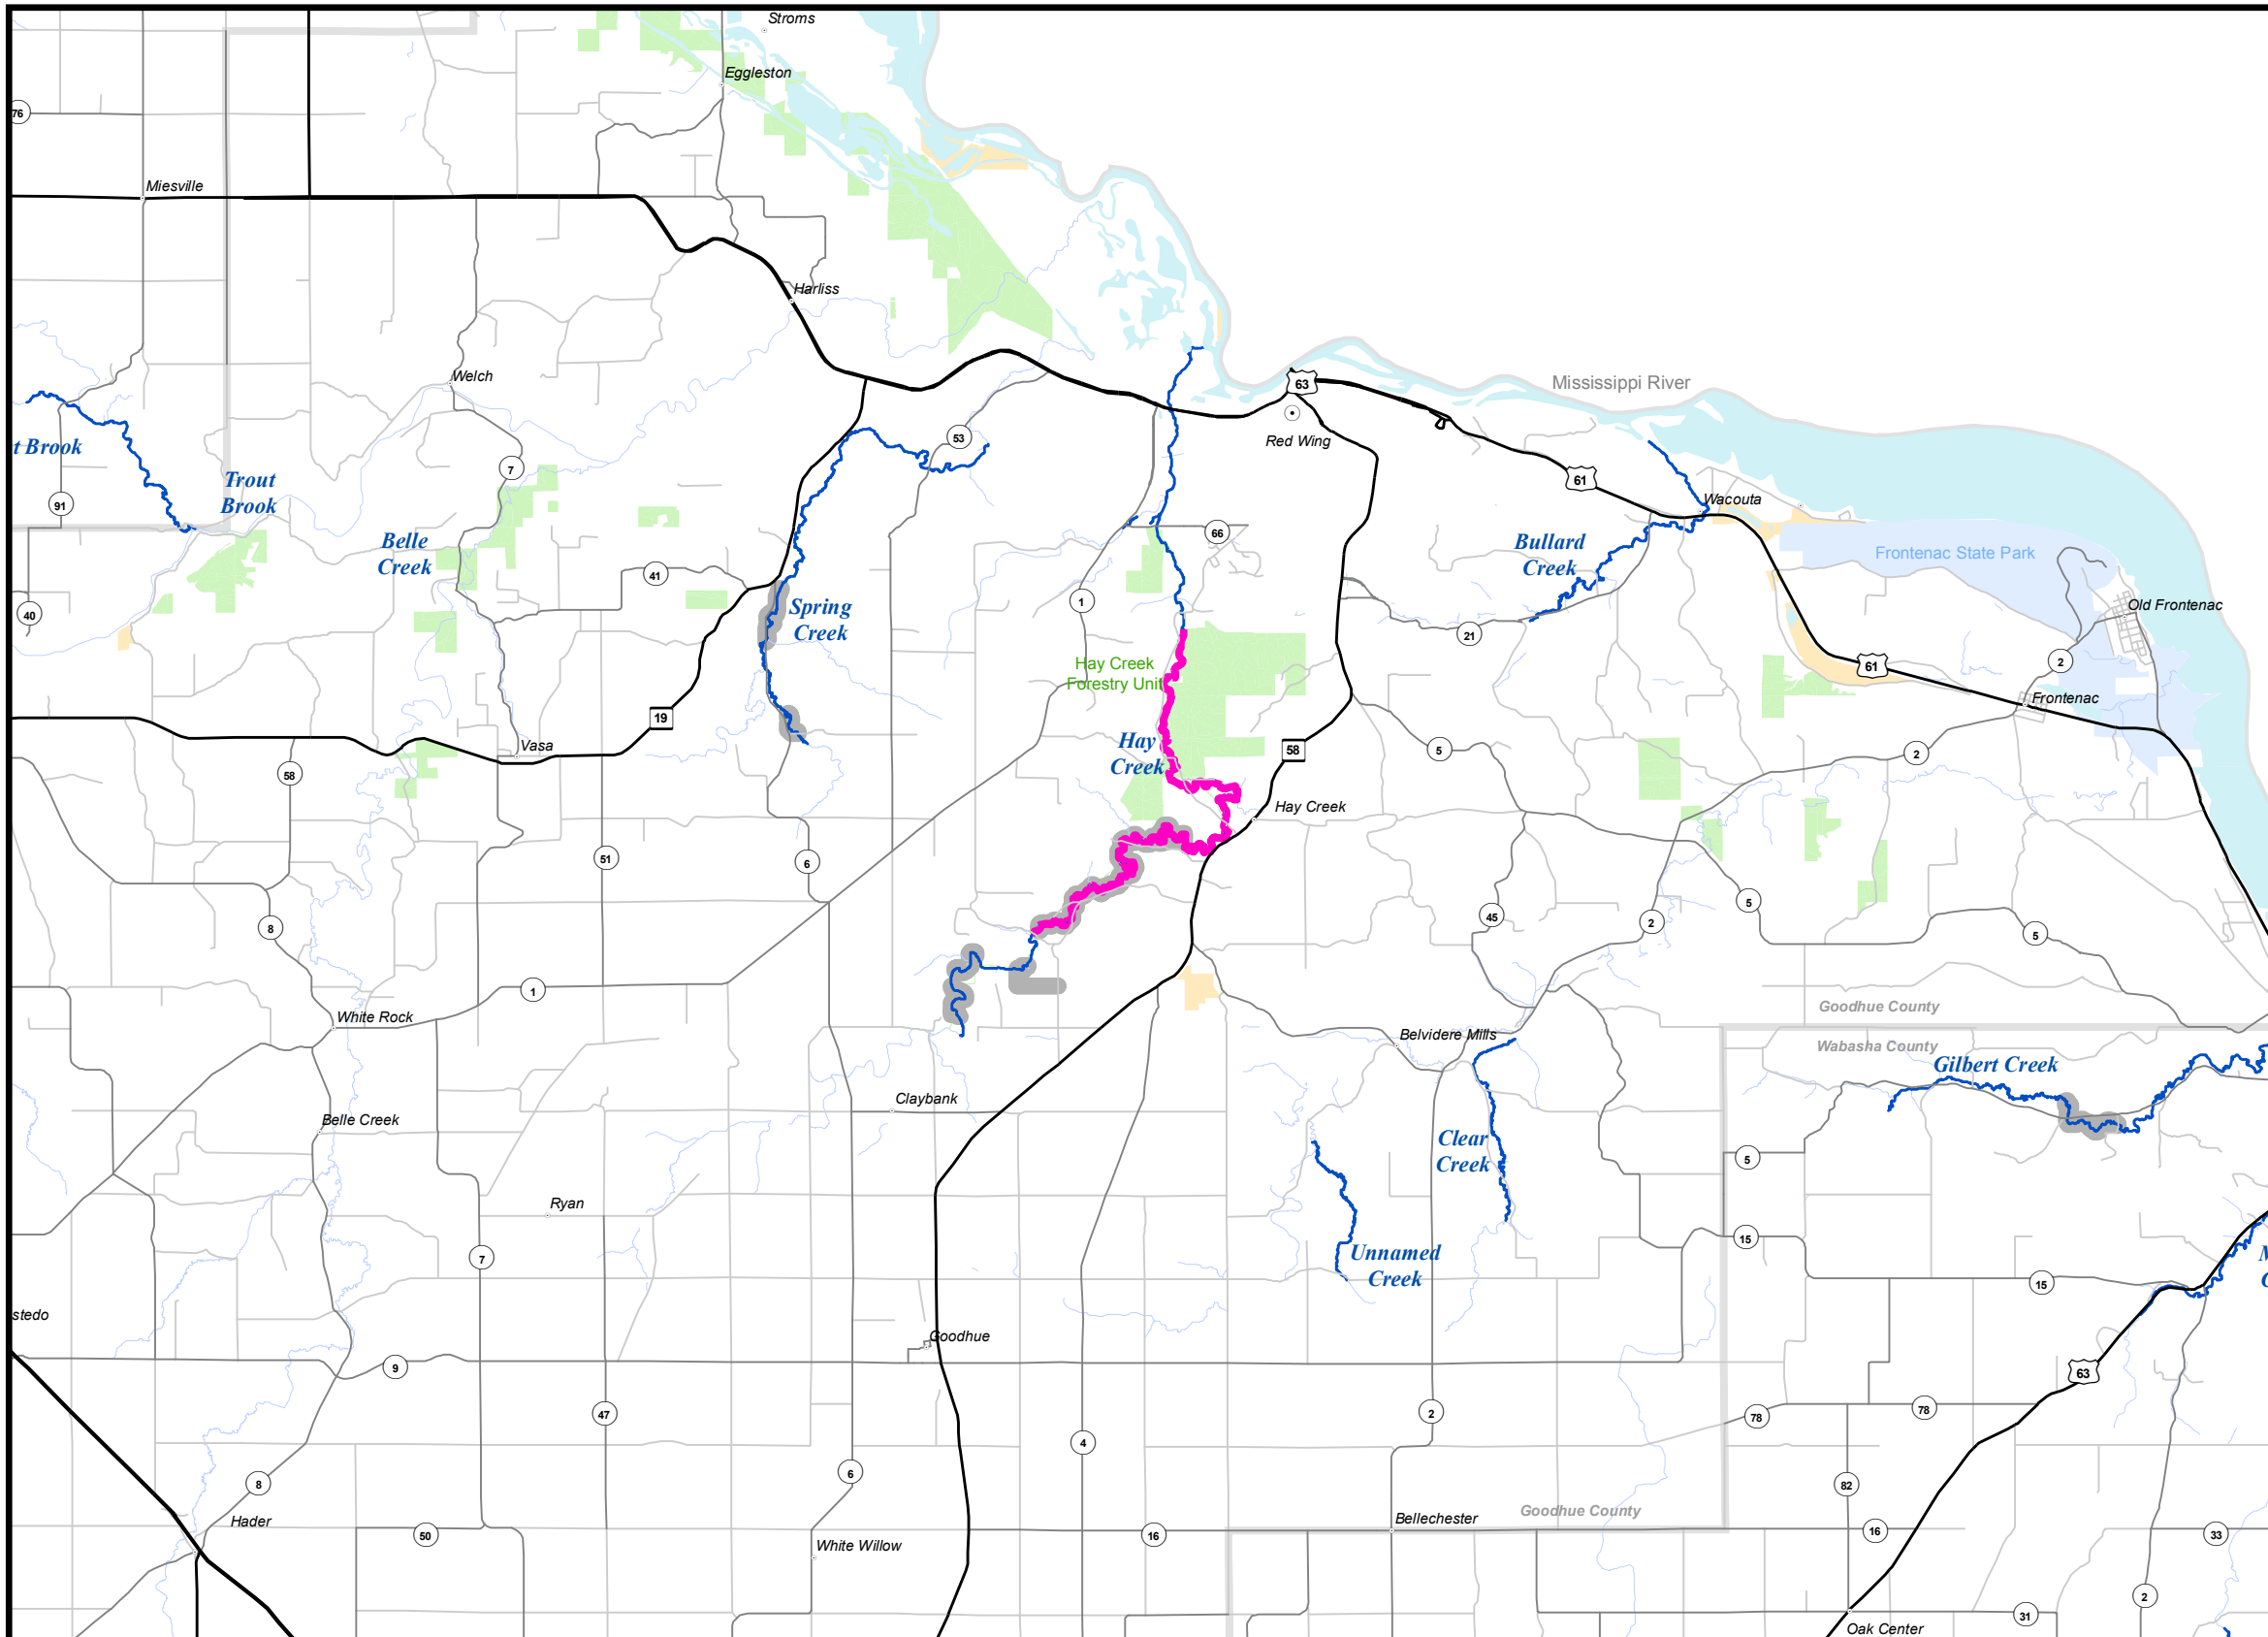 Stroms
Eggleston
76
Miesville
Harliss
Welch
Mississippi River
63
Red Wing
53
t Brook
Trout
Brook
7
91
61
Wacouta
66
Belle
Creek
Bullard
Creek
Frontenac State Park
41
40
Spring
Creek
1
Old Frontenac
21
Hay Creek
Forestry Unit
61
2
Frontenac
19
Vasa
Hay
Creek
58
5
2
58
Hay Creek
51
6
5
45
2
8
5
1
White Rock
Goodhue County
Belvidere Mills
Wabasha County
Gilbert Creek
Claybank
Belle Creek
Clear
Creek
5
Ryan
15
7
Unnamed
Creek
15
stedo
Goodhue
9
63
47
2
78
78
4
6
8
82
Hader
50
Bellechester
Goodhue County
16
16
33
White Willow
2
31
Oak Center